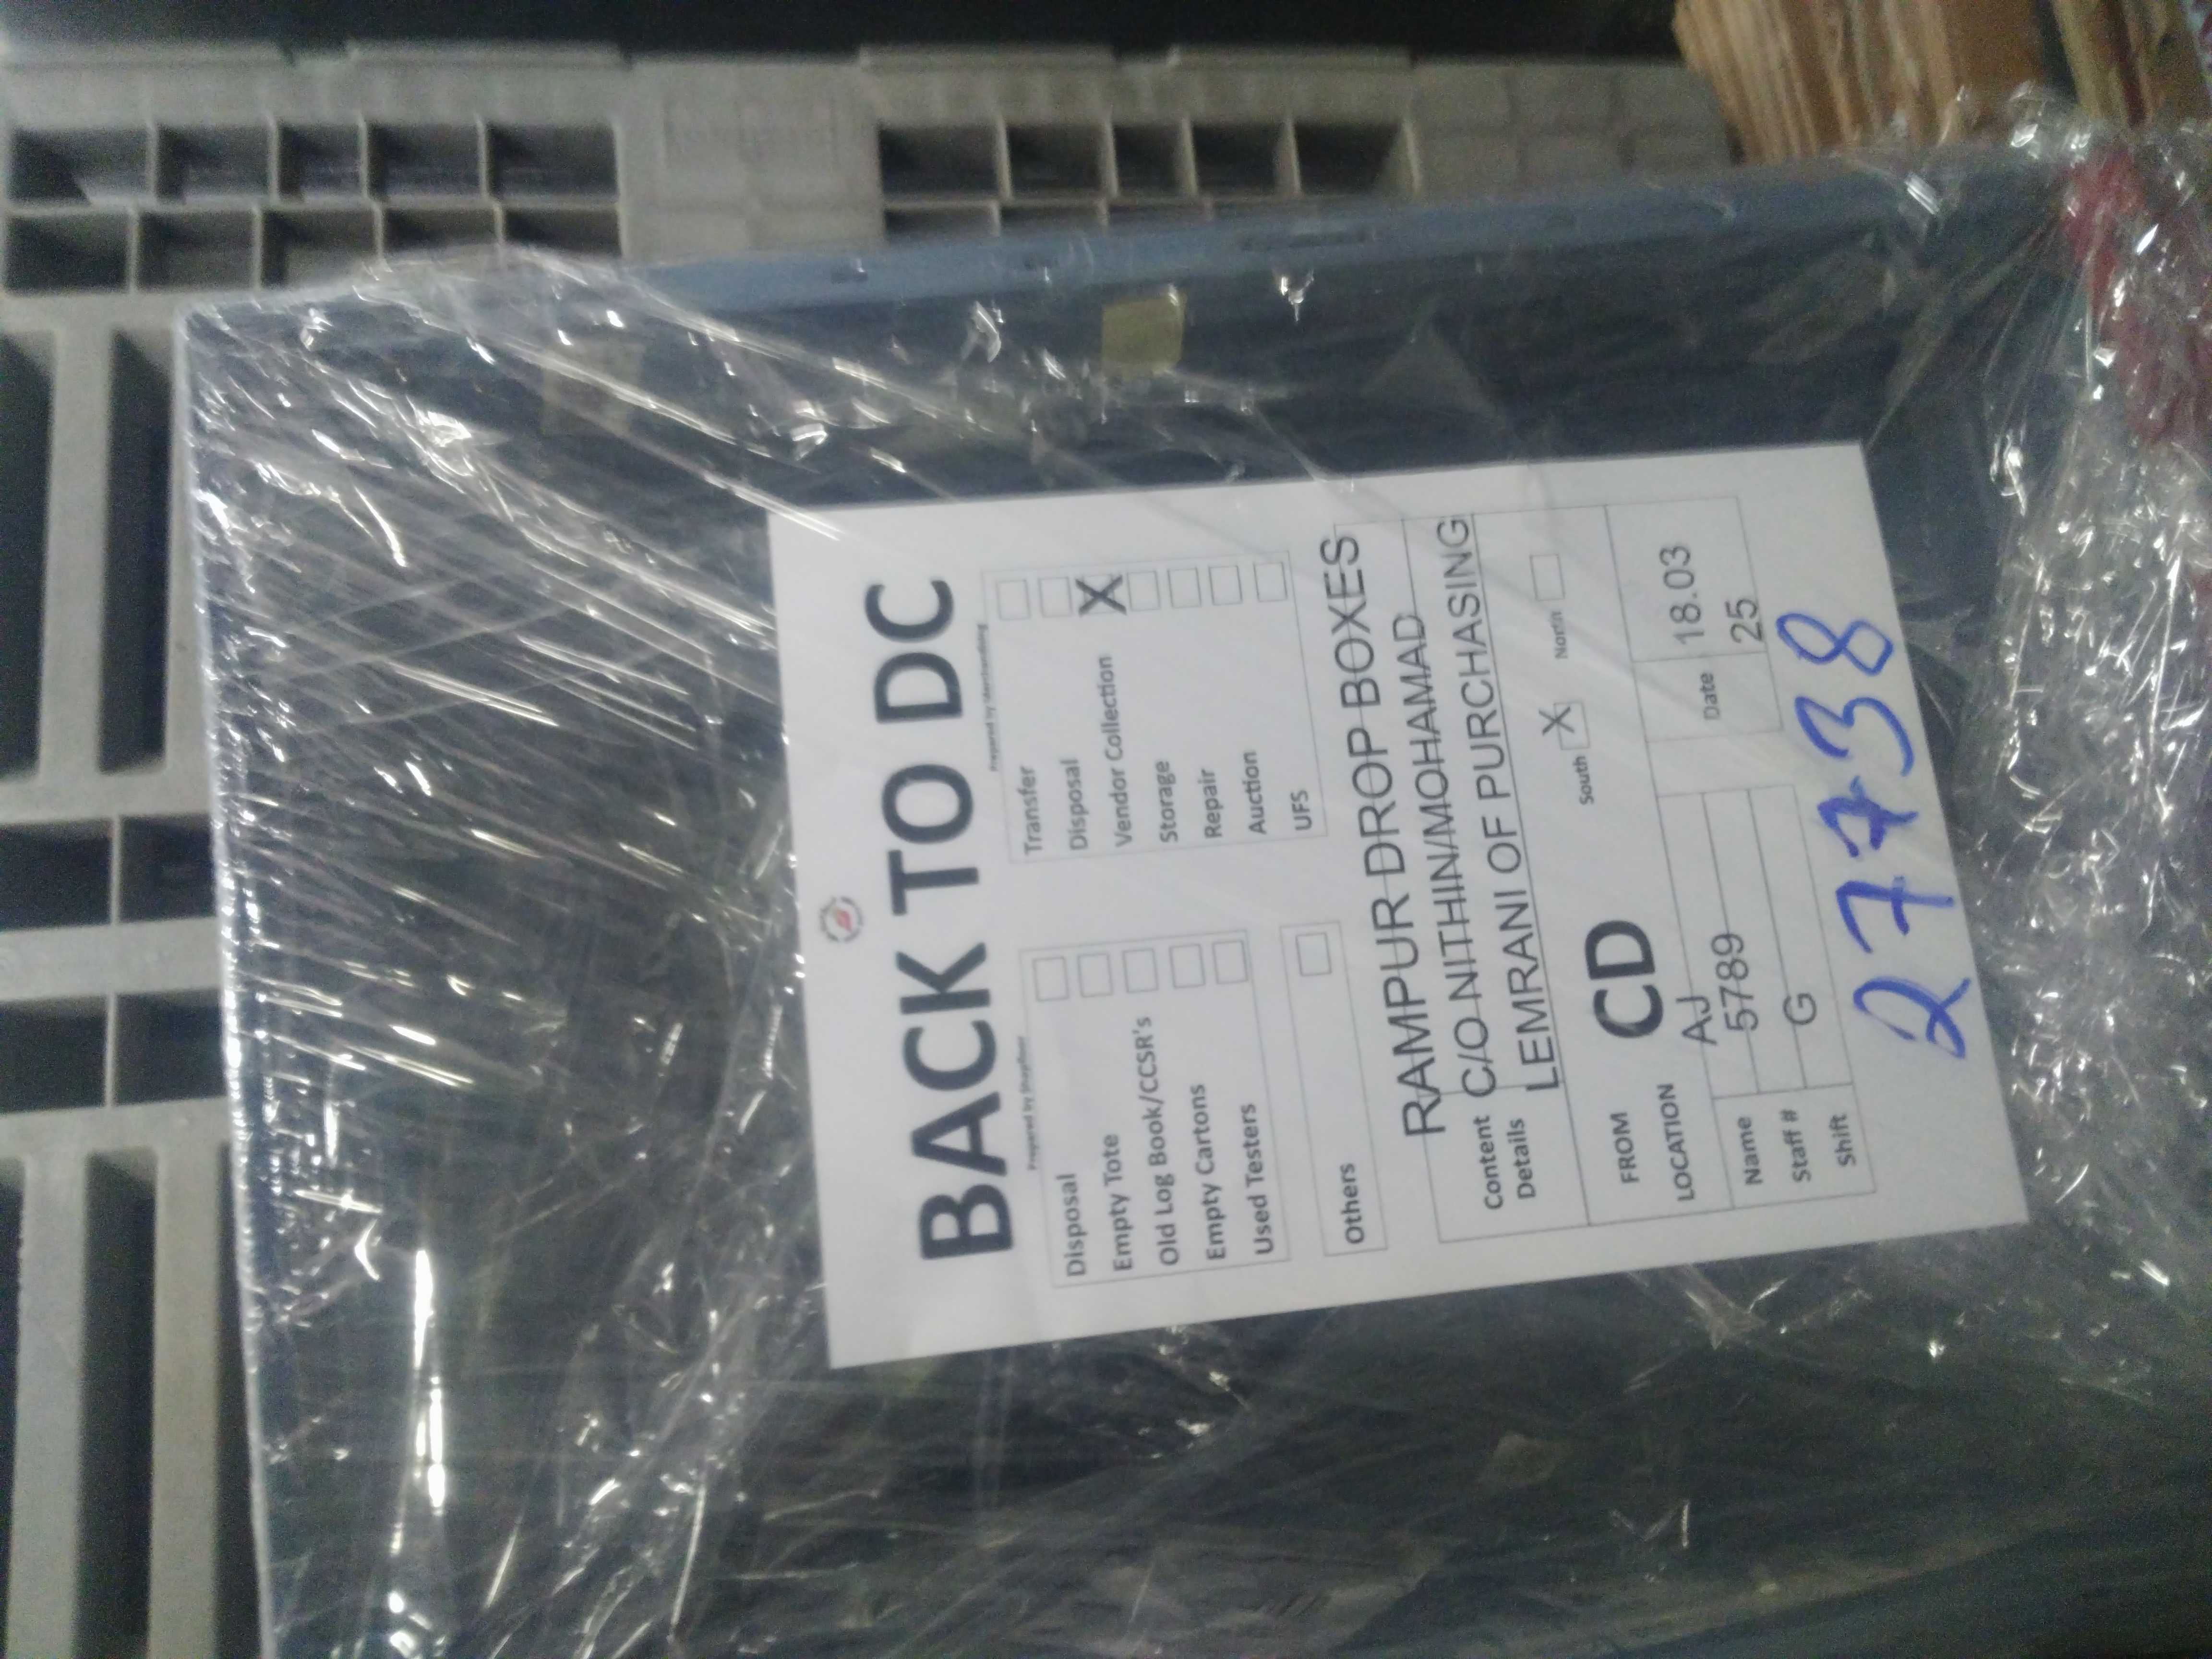 BACK TO DC
Prepared by Shopfloor
Disposal
Empty Tote
Old Log Book/CCSR's
Empty Cartons
Used Testers
Others
Prepared by Merchandising
Transfer
Disposal
Vendor Collection X
Storage
Repair
Auction
UFS
RAMPUR DROP BOXES
Content Details
C/O NITHIN/MOHAMAD
LEMRANI OF PURCHASING
FROM LOCATION
CD
South X North
Name AJ
Staff # 5789
Shift G
Date 18.03
25
27738